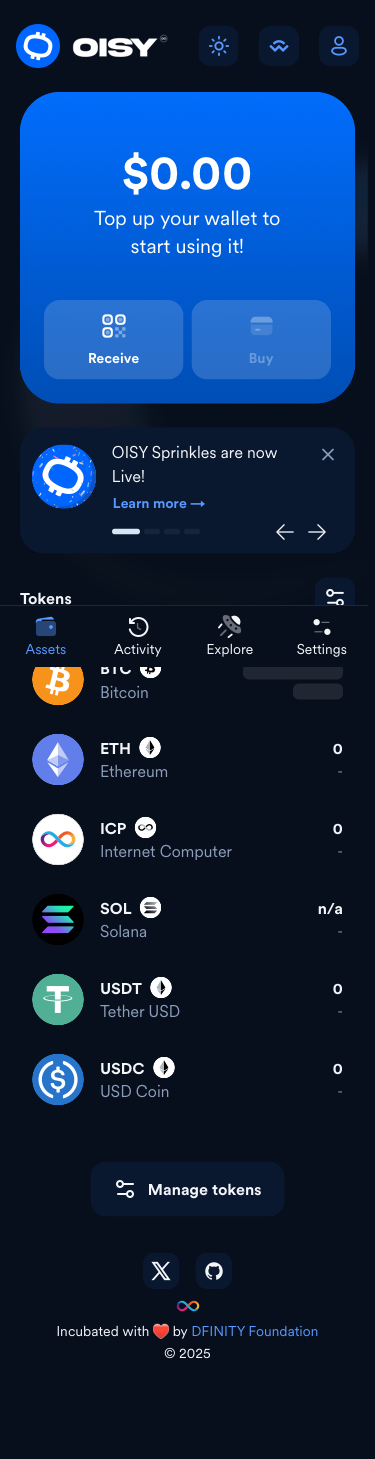 OISY
$0.00
Top up your wallet to
start using it!
Receive
Buy
OISY Sprinkles are now
Live!
Learn more →
Tokens
Assets
Activity
Explore
Settings
BTC
Bitcoin
ETH
0
Ethereum
-
ICP
0
Internet Computer
-
SOL
n/a
Solana
-
USDT
0
Tether USD
-
USDC
0
USD Coin
-
Manage tokens
Incubated with ❤️ by DFINITY Foundation
© 2025